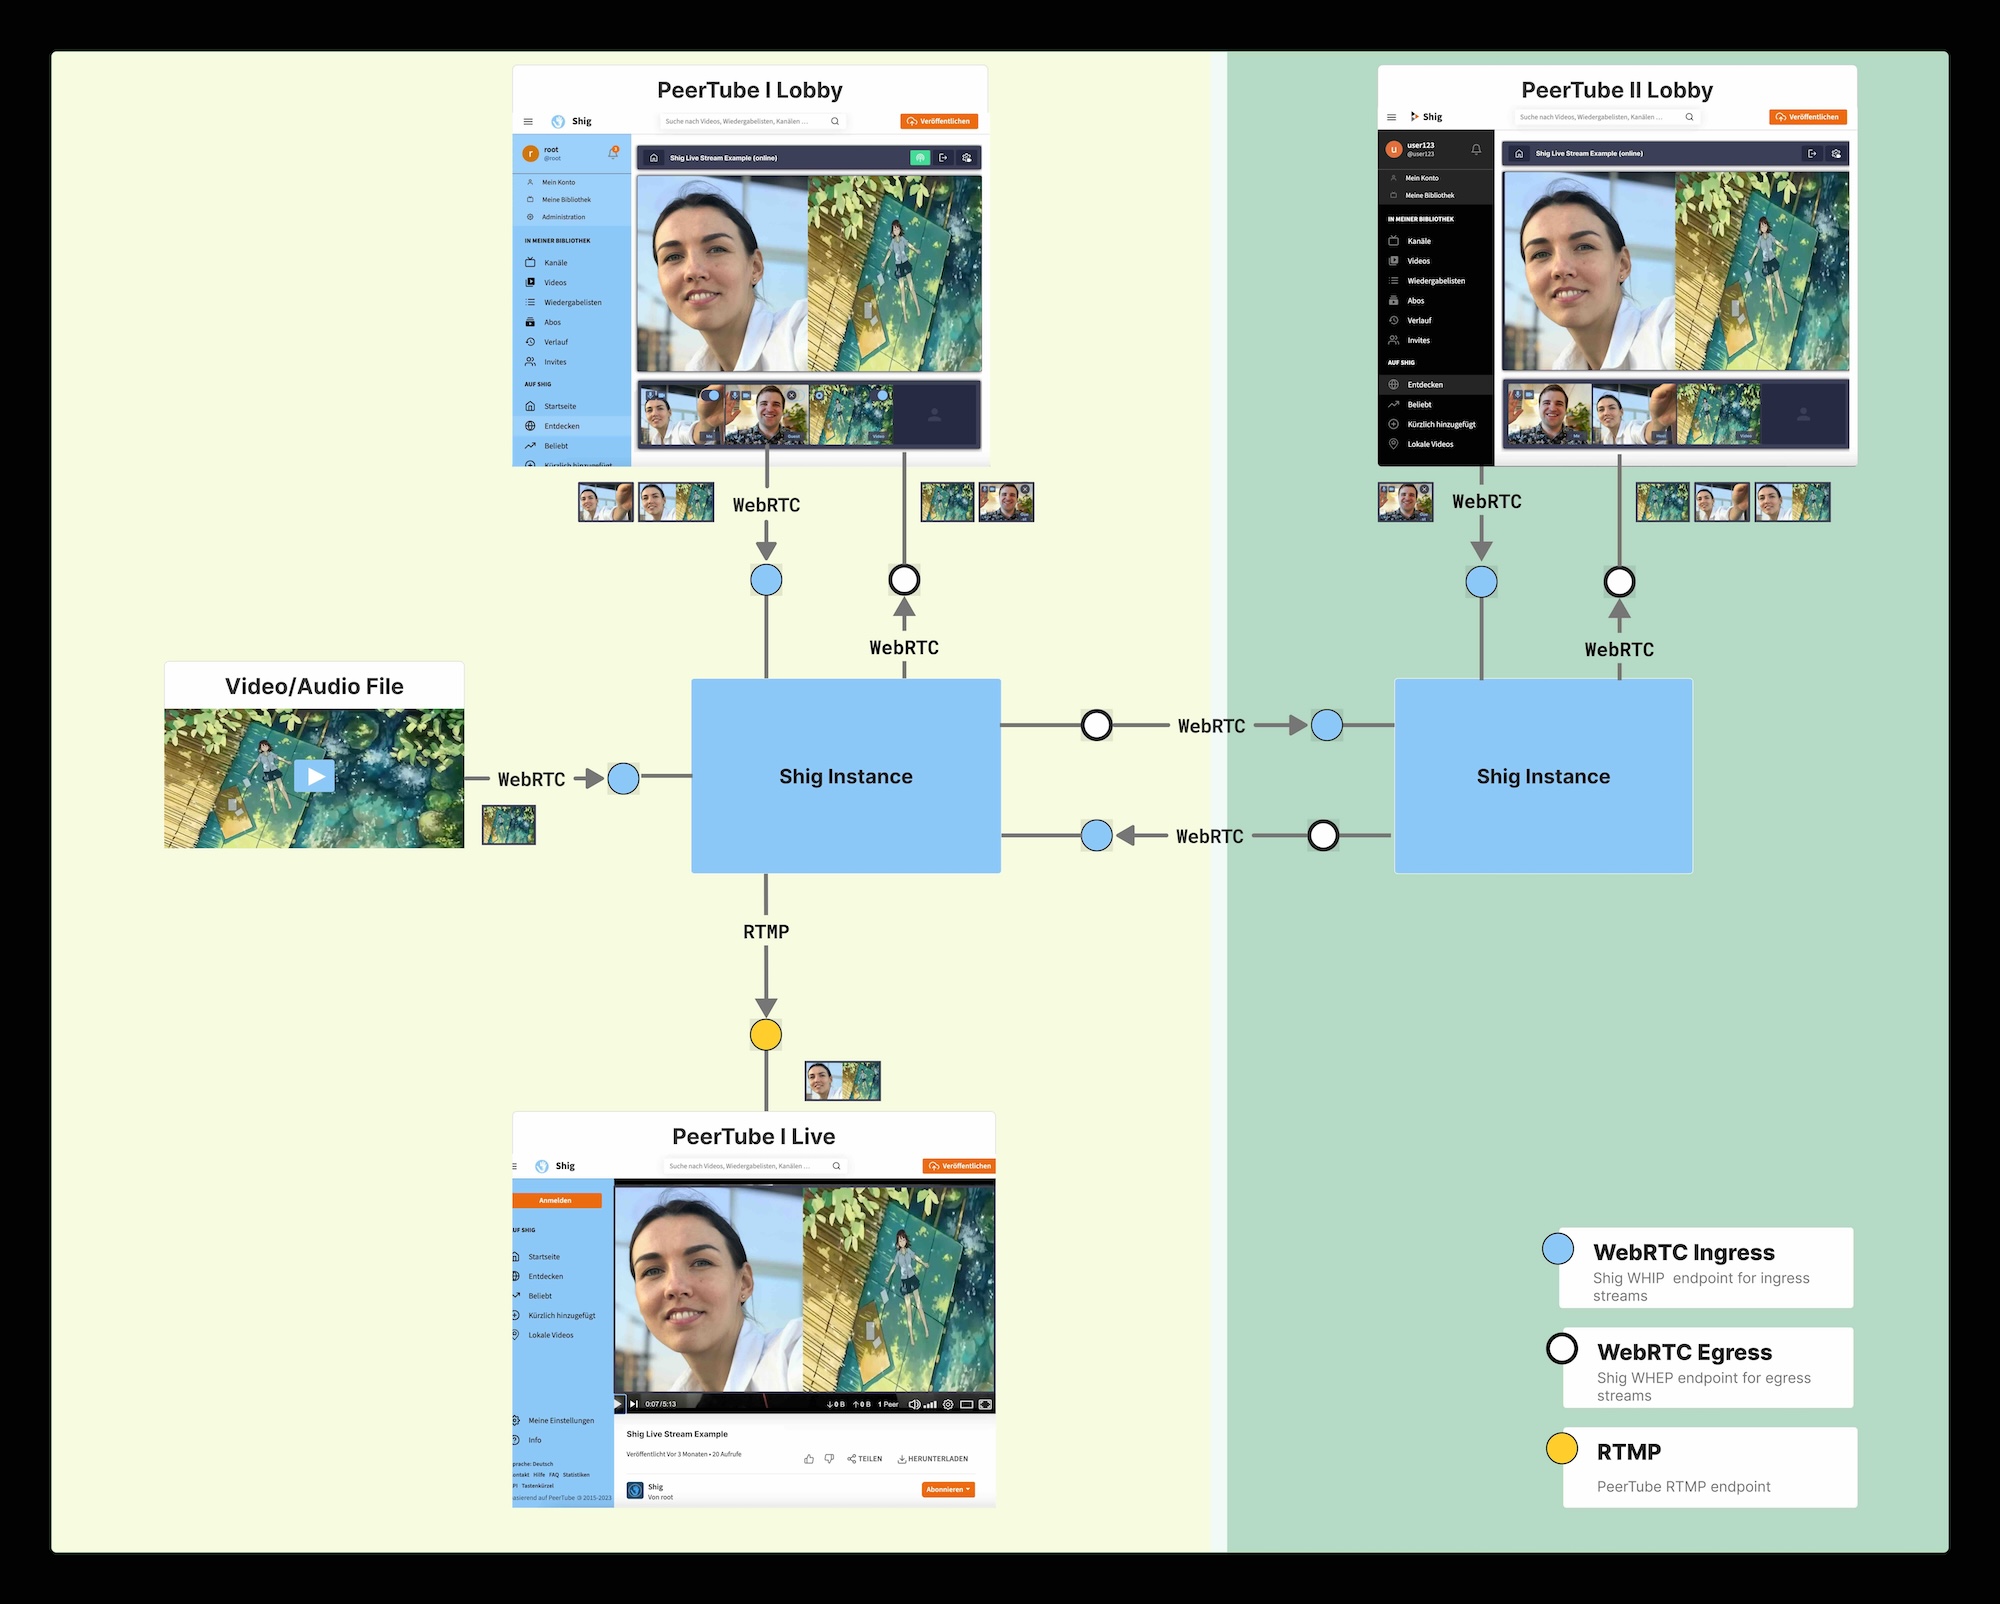 PeerTube I Lobby
Shig
Suche nach Videos, Wiedergabelisten, Kanälen ...
Veröffentlichen
r
root
@root
Mein Konto
Meine Bibliothek
Administration
IN MEINER BIBLIOTHEK
Kanäle
Videos
Wiedergabelisten
Abos
Verlauf
Invites
AUF SHIG
Startseite
Entdecken
Beliebt
Kürzlich hinzugefügt
Shig Live Stream Example (online)
Me
Guest
Video
PeerTube II Lobby
Shig
Suche nach Videos, Wiedergabelisten, Kanälen ...
Veröffentlichen
u
user123
@user123
Mein Konto
Meine Bibliothek
IN MEINER BIBLIOTHEK
Kanäle
Videos
Wiedergabelisten
Abos
Verlauf
Invites
AUF SHIG
Entdecken
Beliebt
Kürzlich hinzugefügt
Lokale Videos
Shig Live Stream Example (online)
Me
Host
Video
WebRTC
WebRTC
WebRTC
WebRTC
Video/Audio File
WebRTC
Shig Instance
WebRTC
WebRTC
Shig Instance
RTMP
PeerTube I Live
Shig
Suche nach Videos, Wiedergabelisten, Kanälen ...
Veröffentlichen
Anmelden
UF SHIG
Startseite
Entdecken
Beliebt
Kürzlich hinzugefügt
Lokale Videos
Meine Einstellungen
Info
prache: Deutsch
ontakt Hilfe FAQ Statistiken
PI Tastenkürzel
asierend auf PeerTube © 2015-2023
0:07/5:13
0 B
0 B
1 Peer
Shig Live Stream Example
Veröffentlicht Vor 3 Monaten • 20 Aufrufe
TEILEN
HERUNTERLADEN
Shig
Von root
Abonnieren
WebRTC Ingress
Shig WHIP endpoint for ingress
streams
WebRTC Egress
Shig WHEP endpoint for egress
streams
RTMP
PeerTube RTMP endpoint